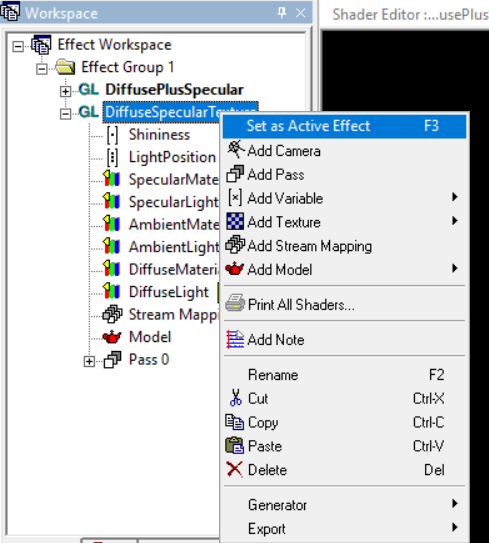 Workspace
Shader Editor :...usePlus
Effect Workspace
Effect Group 1
GL DiffusePlusSpecular
GL DiffuseSpecularTexture
Shininess
LightPosition
SpecularMate
SpecularLight
AmbientMate
AmbientLight
DiffuseMateri
DiffuseLight
Stream Mappi
Model
Pass 0
Set as Active Effect F3
Add Camera
Add Pass
Add Variable
Add Texture
Add Stream Mapping
Add Model
Print All Shaders...
Add Note
Rename F2
Cut Ctrl-X
Copy Ctrl-C
Paste Ctrl-V
Delete Del
Generator
Export